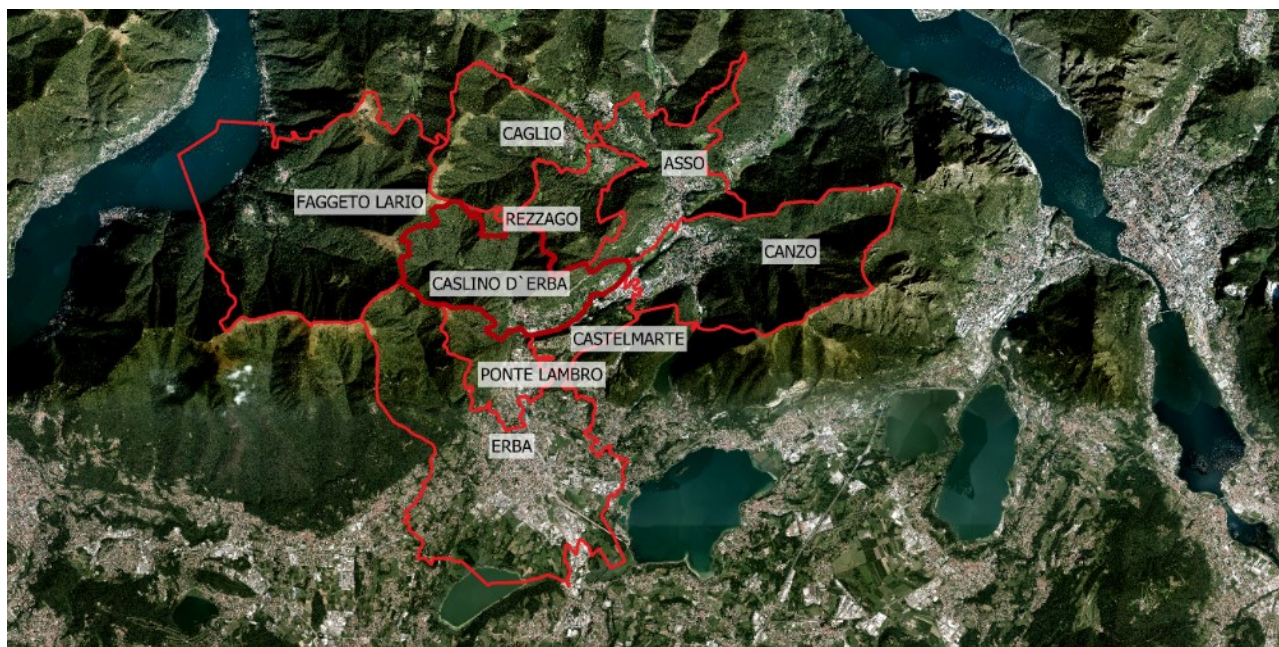 CAGLIO
ASSO
FAGGETO LARIO
REZZAGO
CANZO
CASLINO D`ERBA
CASTELMARTE
PONTE LAMBRO
ERBA